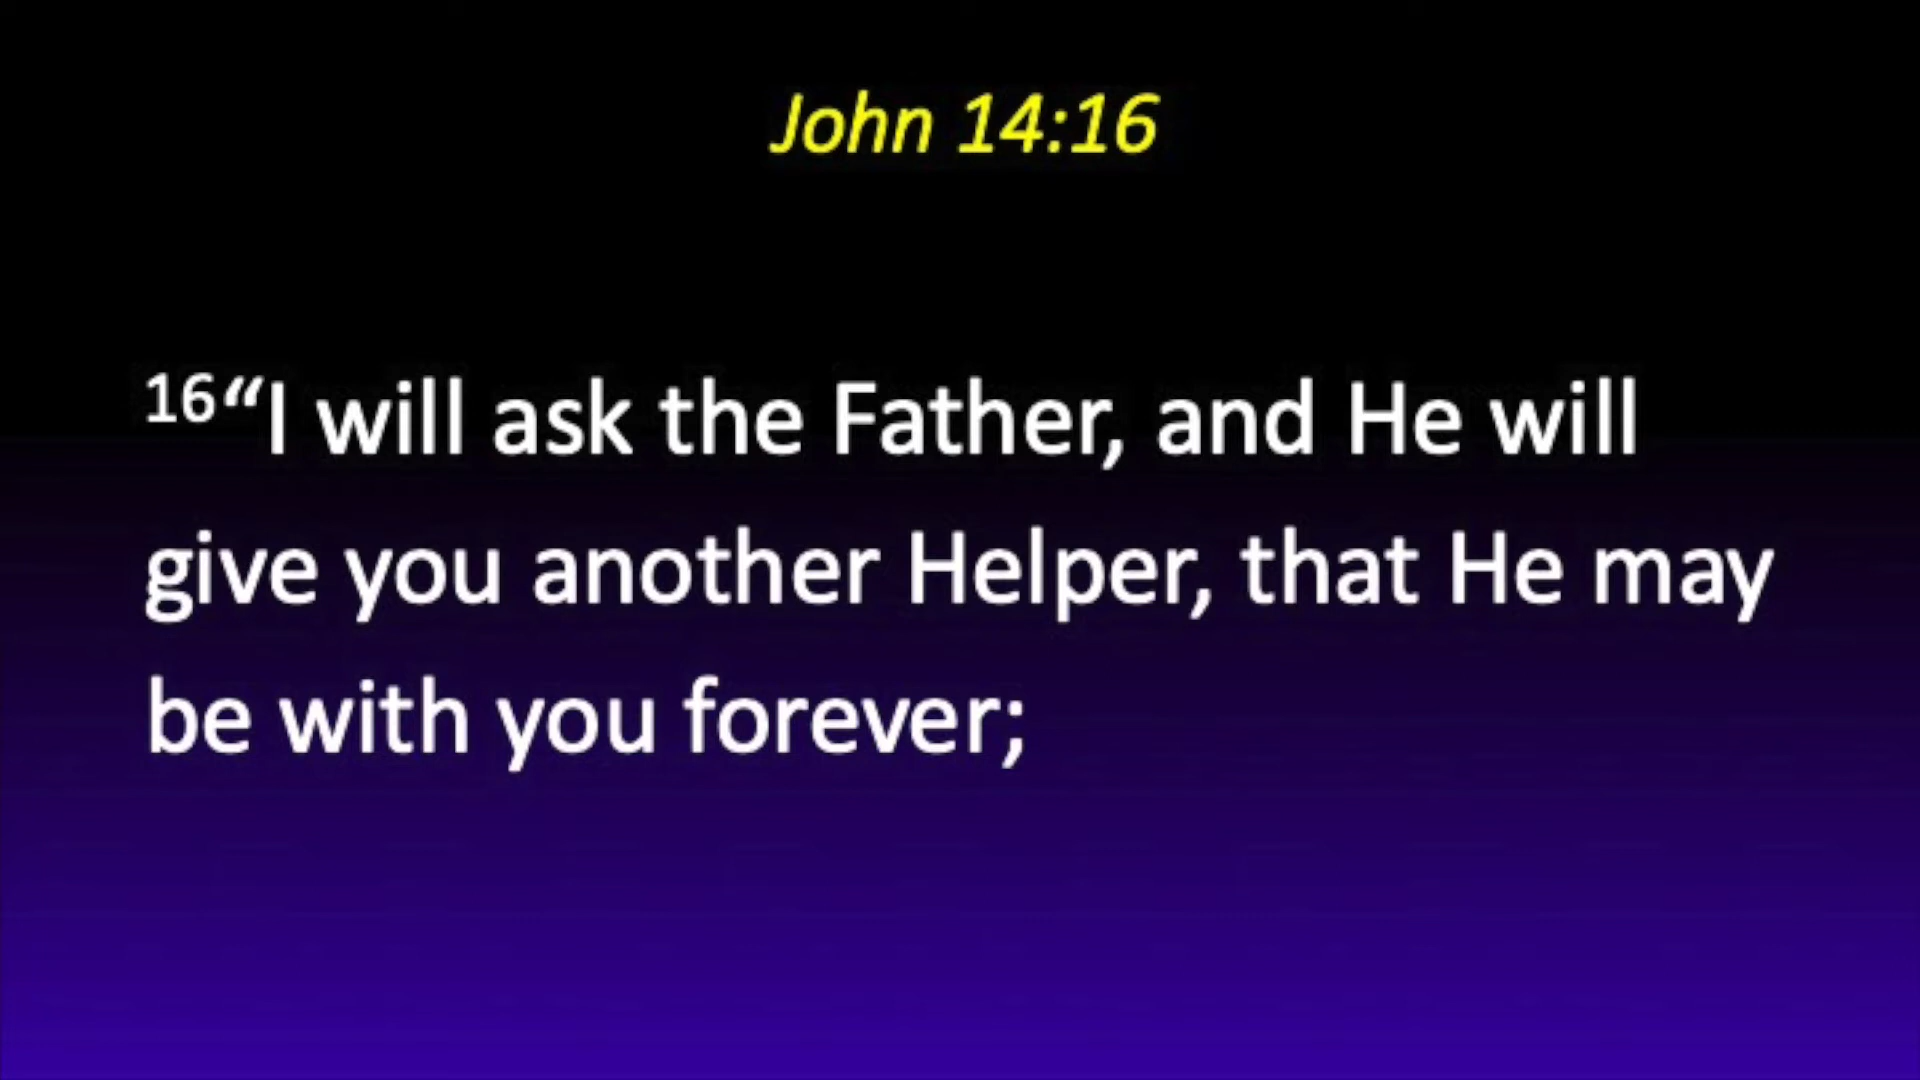 John 14:16
16“I will ask the Father, and He will
give you another Helper, that He may
be with you forever;